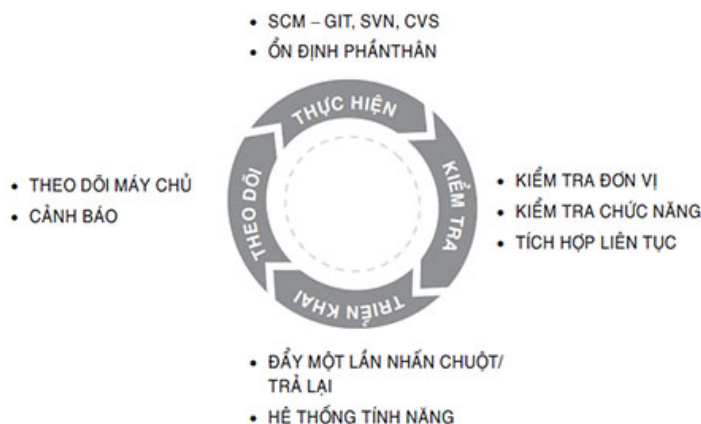 • SCM – GIT, SVN, CVS
• ỔN ĐỊNH PHẦNTHÂN
THỰC HIỆN
• THEO DÕI MÁY CHỦ
• CẢNH BÁO
THEO DÕI
KIỂM TRA
• KIỂM TRA ĐƠN VỊ
• KIỂM TRA CHỨC NĂNG
• TÍCH HỢP LIÊN TỤC
TRIỂN KHAI
• ĐẨY MỘT LẦN NHẤN CHUỘT/
TRẢ LẠI
• HỆ THỐNG TÍNH NĂNG